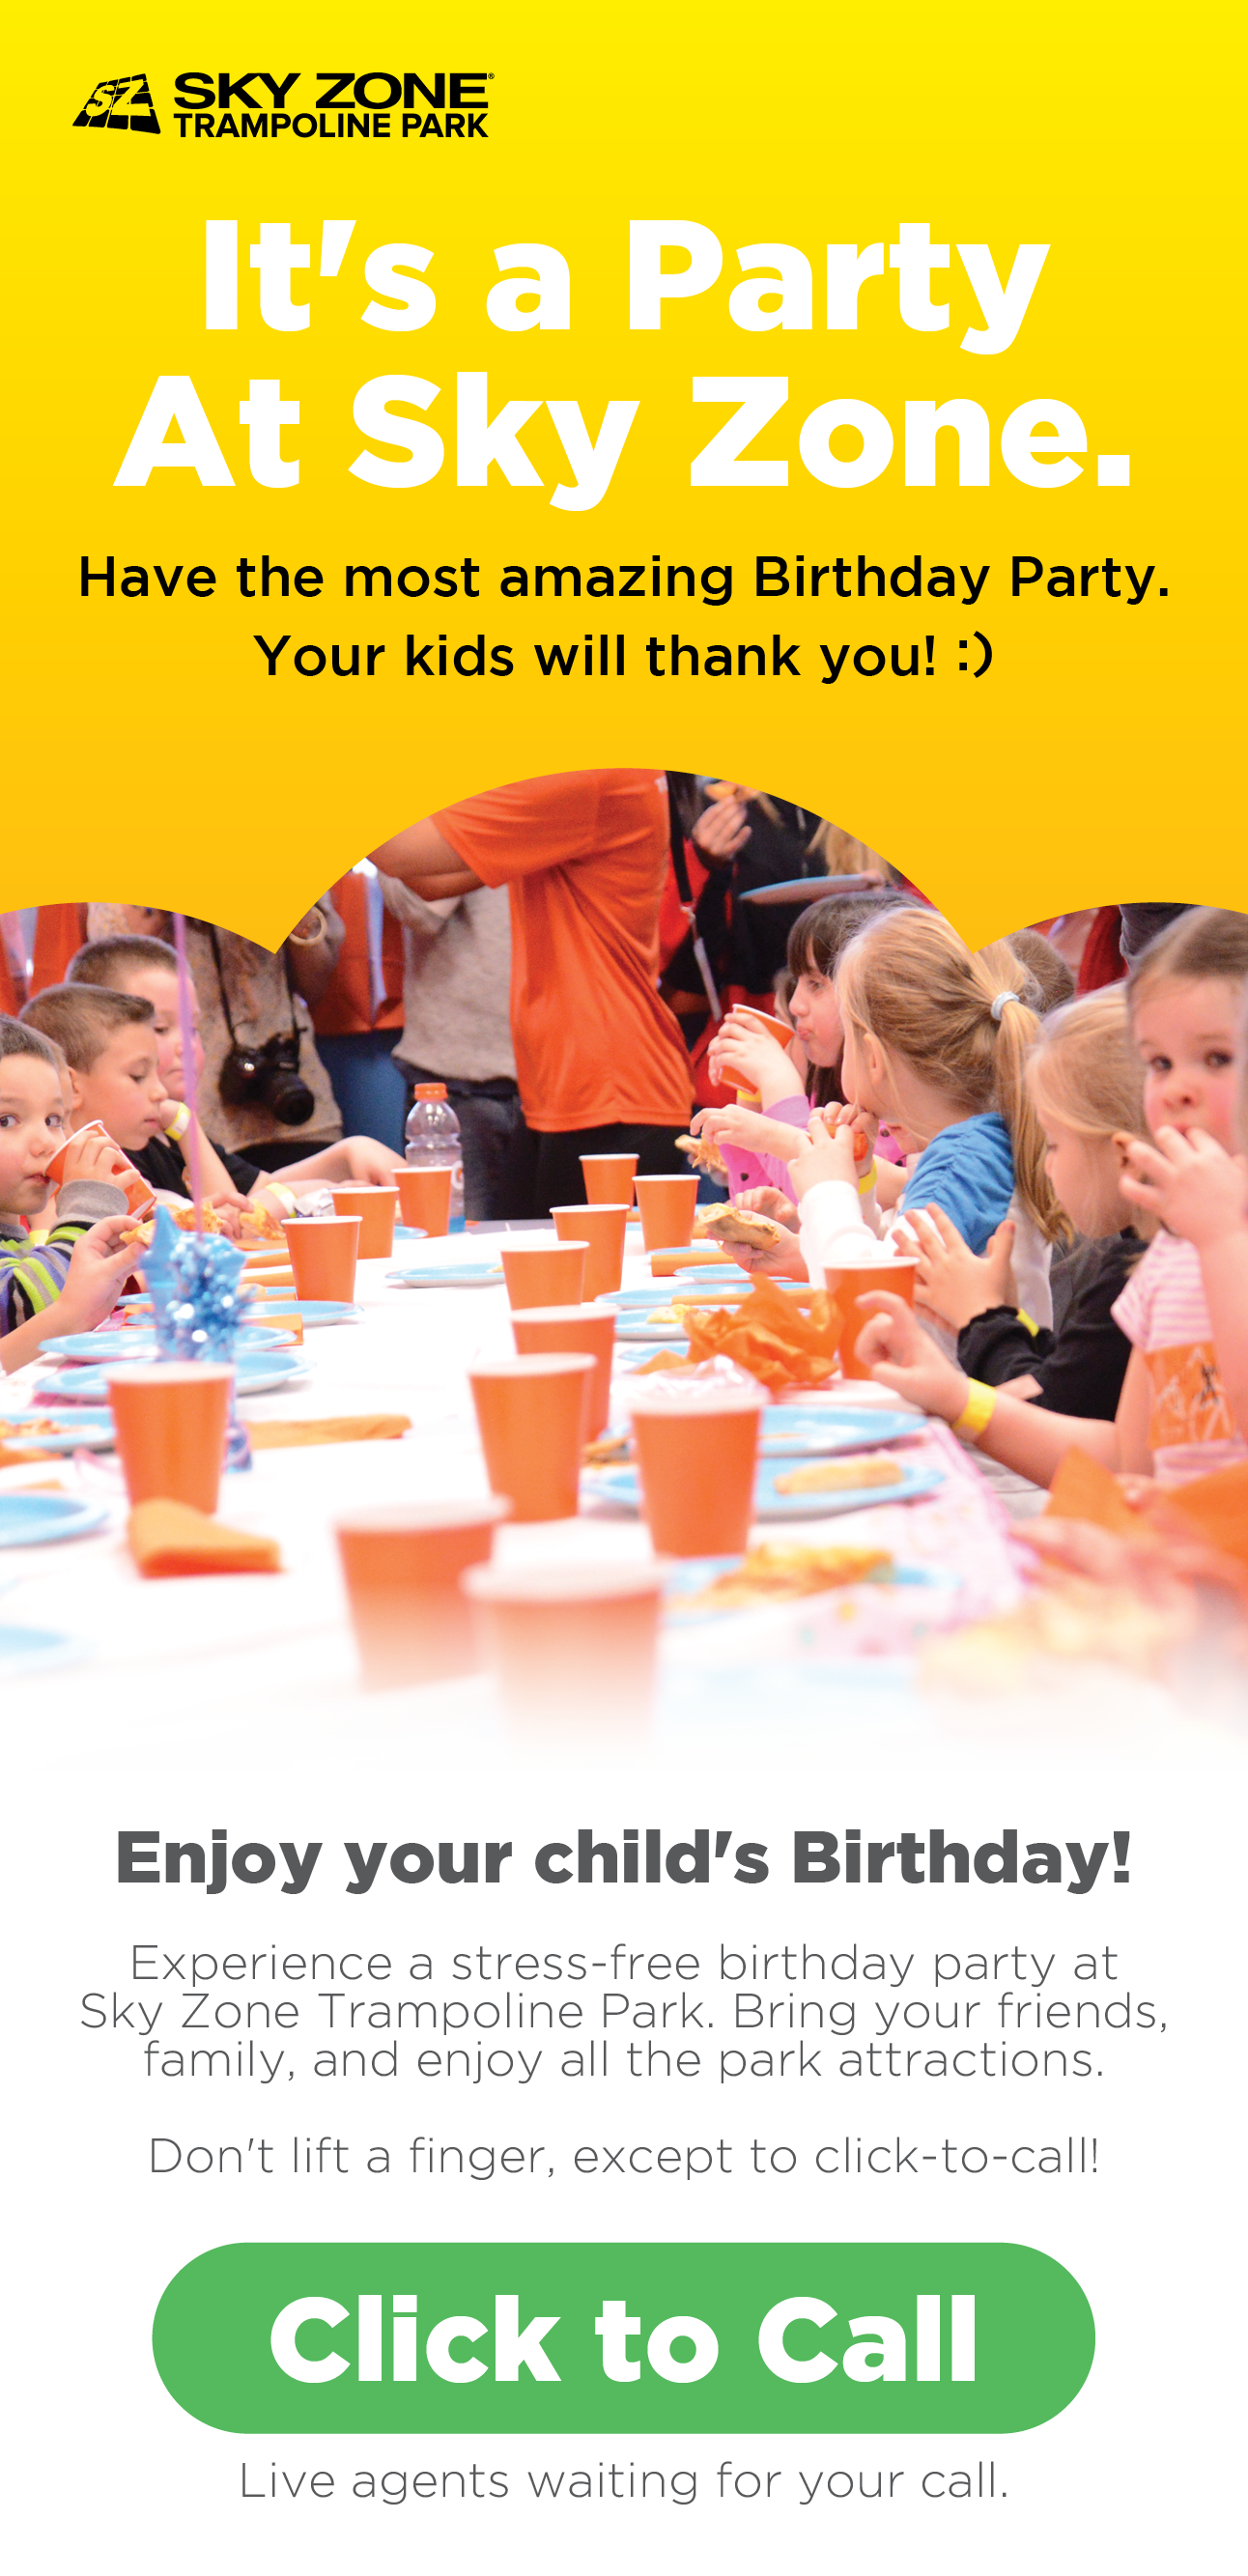 SZ
SKY ZONE®
TRAMPOLINE PARK
It's a Party
At Sky Zone.
Have the most amazing Birthday Party.
Your kids will thank you! :)
Enjoy your child's Birthday!
Experience a stress-free birthday party at
Sky Zone Trampoline Park. Bring your friends,
family, and enjoy all the park attractions.
Don't lift a finger, except to click-to-call!
Click to Call
Live agents waiting for your call.